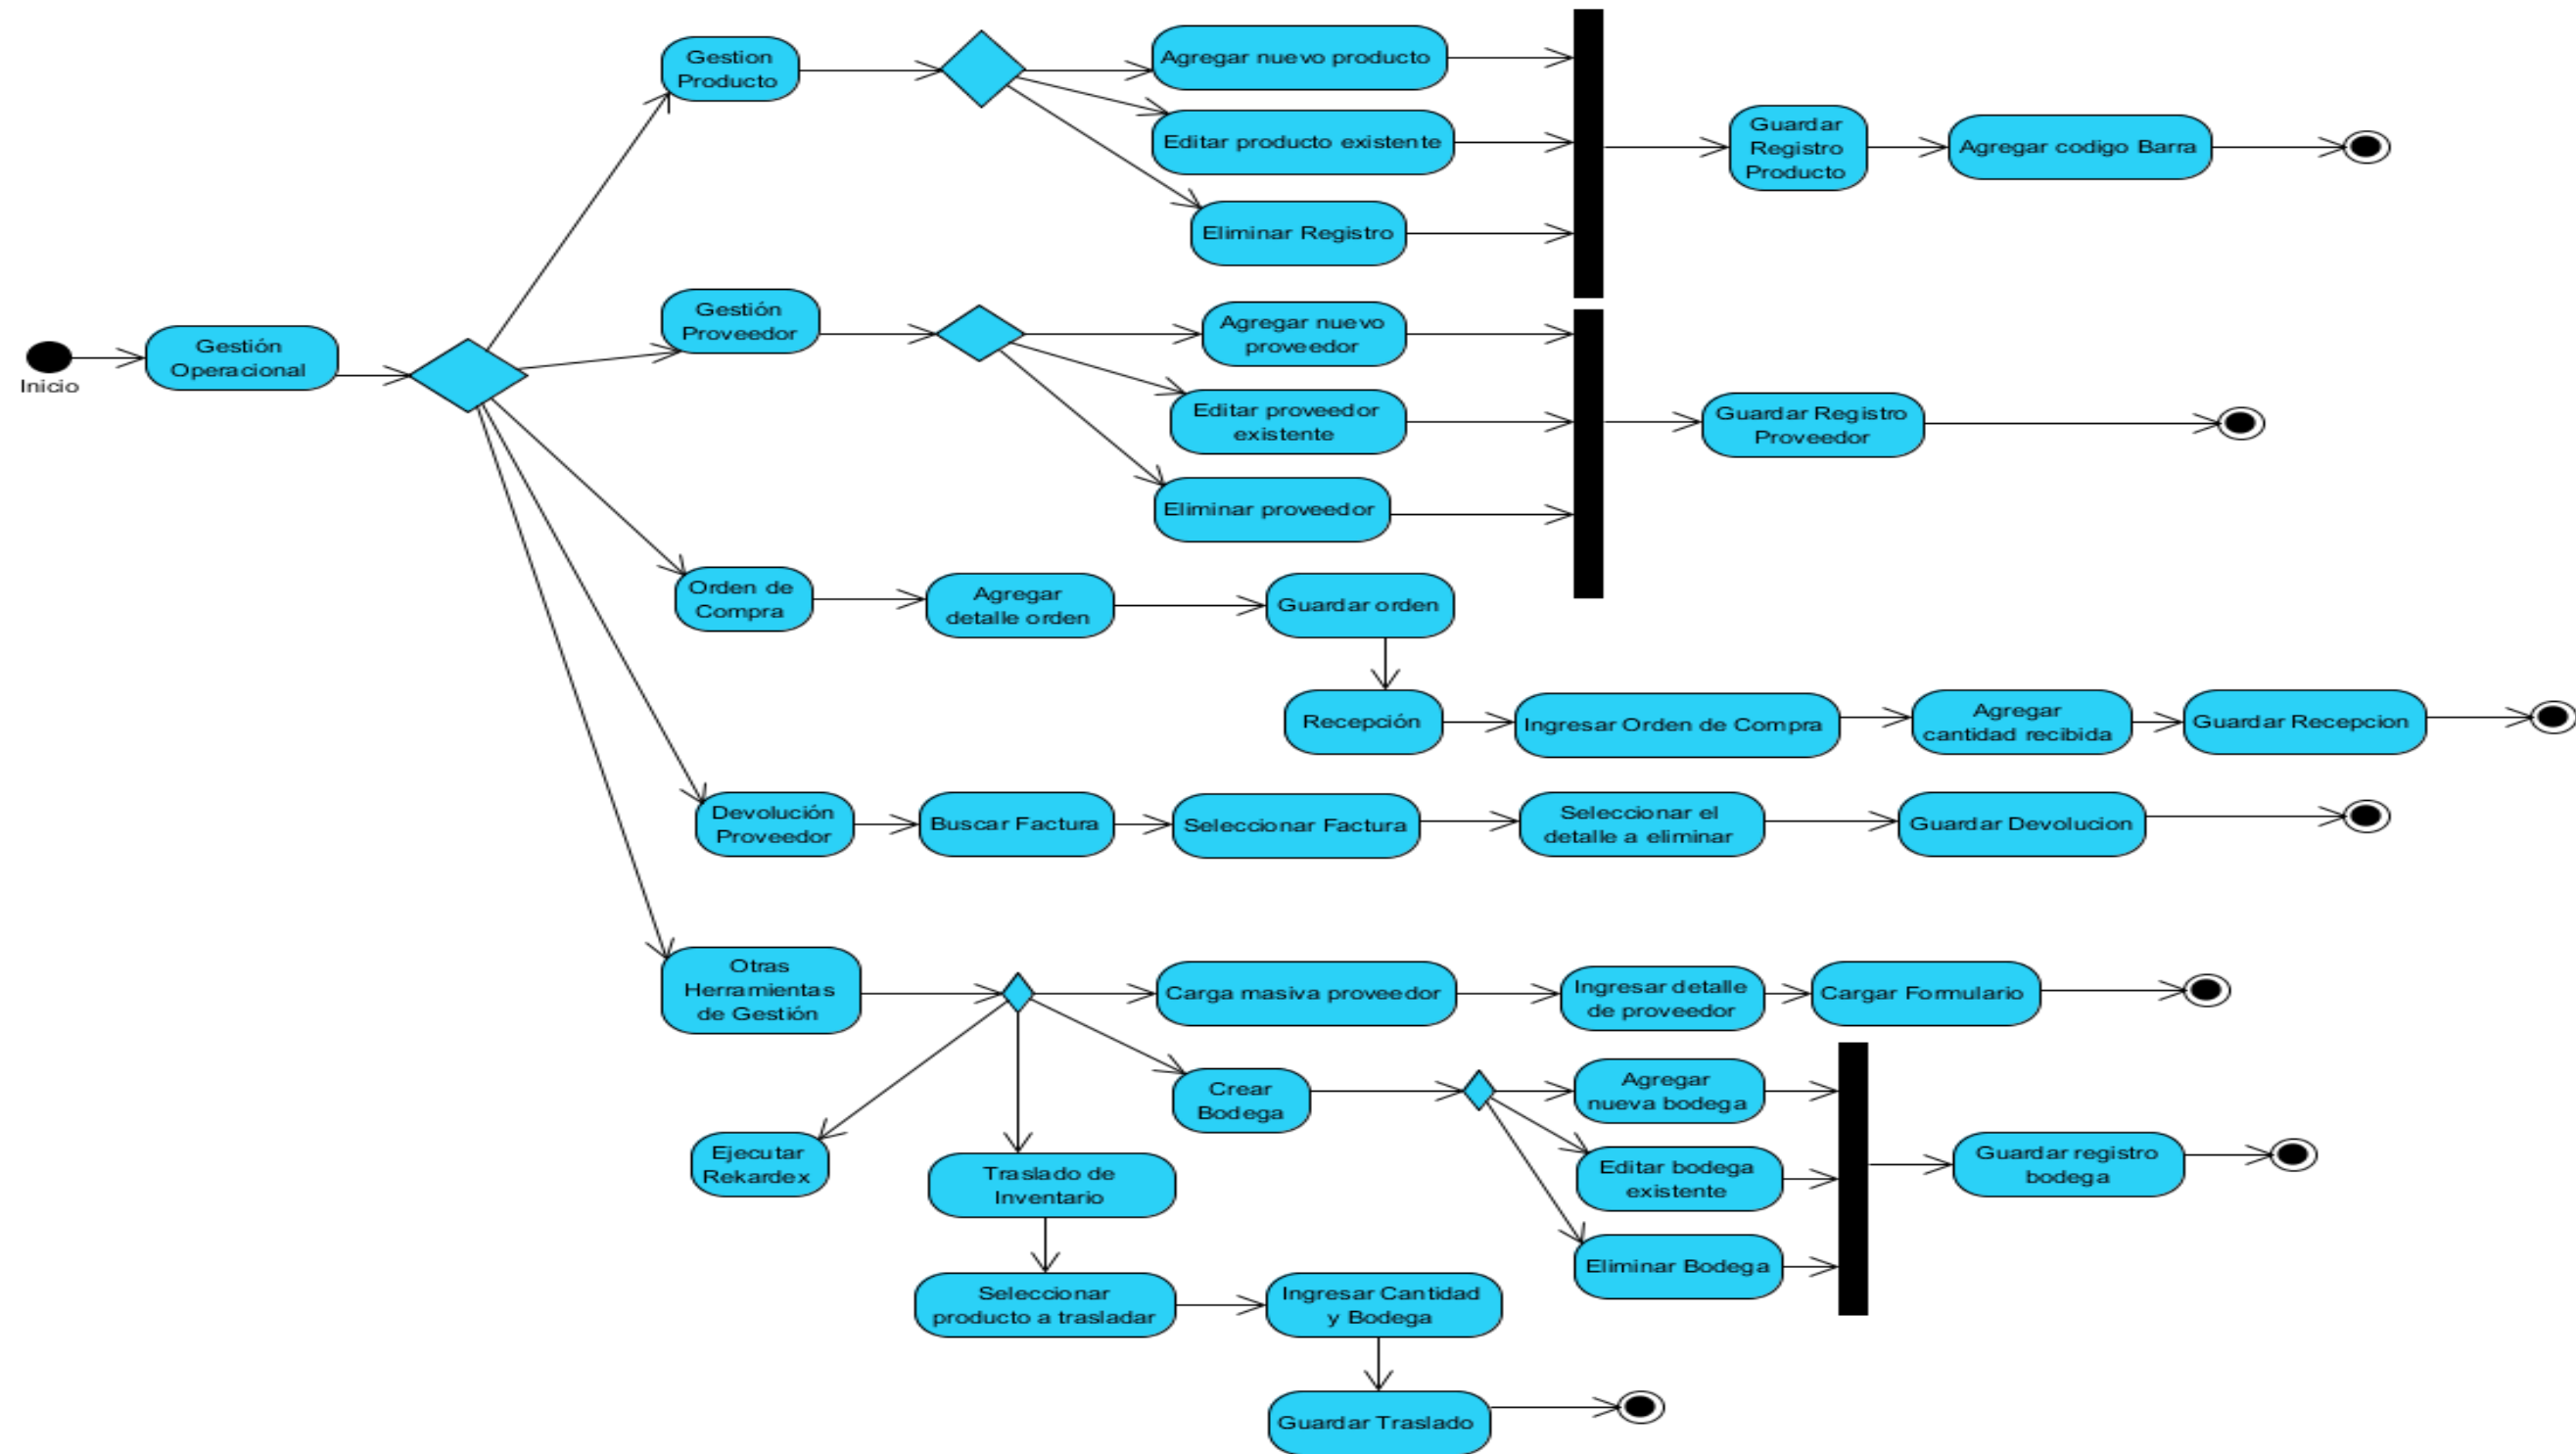 Inicio
Gestión
Operacional
Gestion
Producto
Agregar nuevo producto
Editar producto existente
Eliminar Registro
Guardar
Registro
Producto
Agregar codigo Barra
Gestión
Proveedor
Agregar nuevo
proveedor
Editar proveedor
existente
Eliminar proveedor
Guardar Registro
Proveedor
Orden de
Compra
Agregar
detalle orden
Guardar orden
Recepción
Ingresar Orden de Compra
Agregar
cantidad recibida
Guardar Recepcion
Devolución
Proveedor
Buscar Factura
Seleccionar Factura
Seleccionar el
detalle a eliminar
Guardar Devolucion
Otras
Herramientas
de Gestión
Carga masiva proveedor
Ingresar detalle
de proveedor
Cargar Formulario
Crear
Bodega
Agregar
nueva bodega
Editar bodega
existente
Eliminar Bodega
Guardar registro
bodega
Ejecutar
Rekardex
Traslado de
Inventario
Seleccionar
producto a trasladar
Ingresar Cantidad
y Bodega
Guardar Traslado